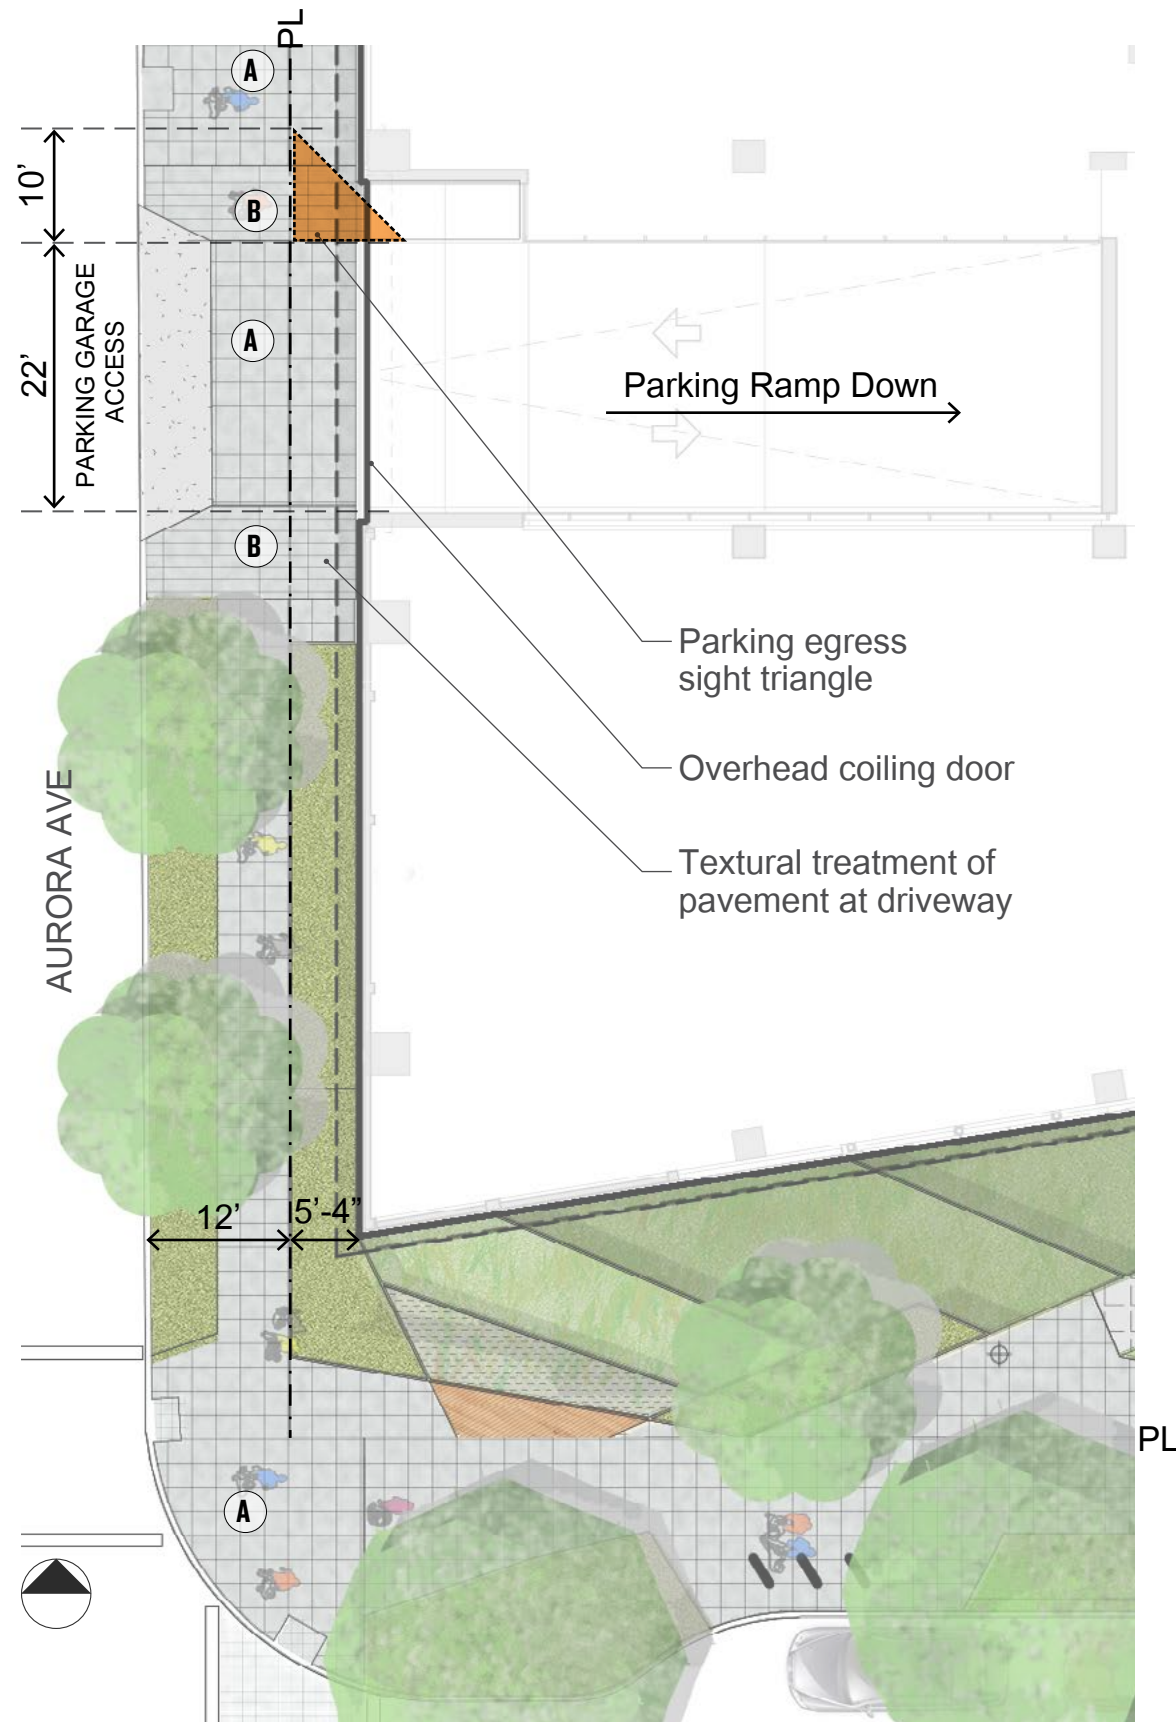 PL
A
10’
B
22’
PARKING GARAGE
ACCESS
A
Parking Ramp Down
B
Parking egress
sight triangle
Overhead coiling door
Textural treatment of
pavement at driveway
AURORA AVE
12’
5’-4”
PL
A